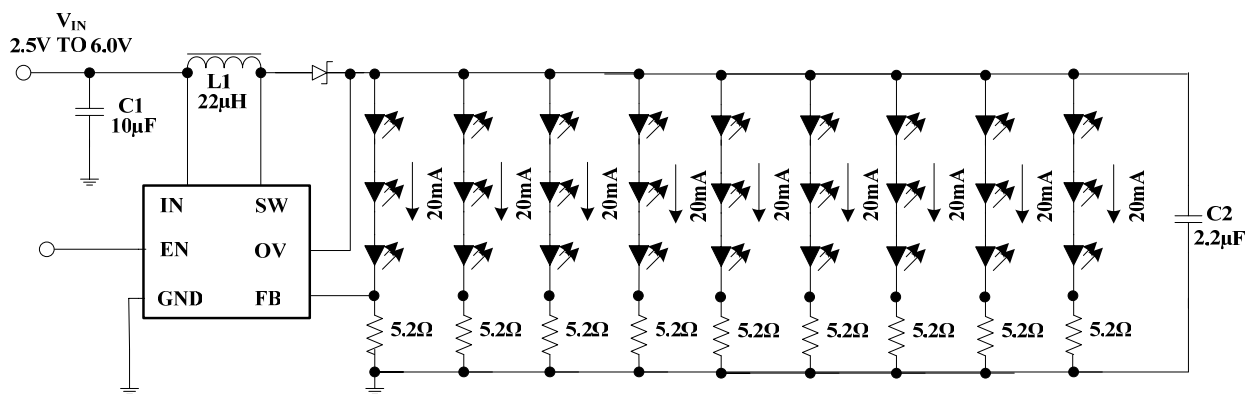 V_IN
2.5V TO 6.0V
L1
22µH
C1
10µF
IN SW
EN OV
GND FB
20mA
20mA
20mA
20mA
20mA
20mA
20mA
20mA
20mA
C2
2.2µF
5.2Ω
5.2Ω
5.2Ω
5.2Ω
5.2Ω
5.2Ω
5.2Ω
5.2Ω
5.2Ω